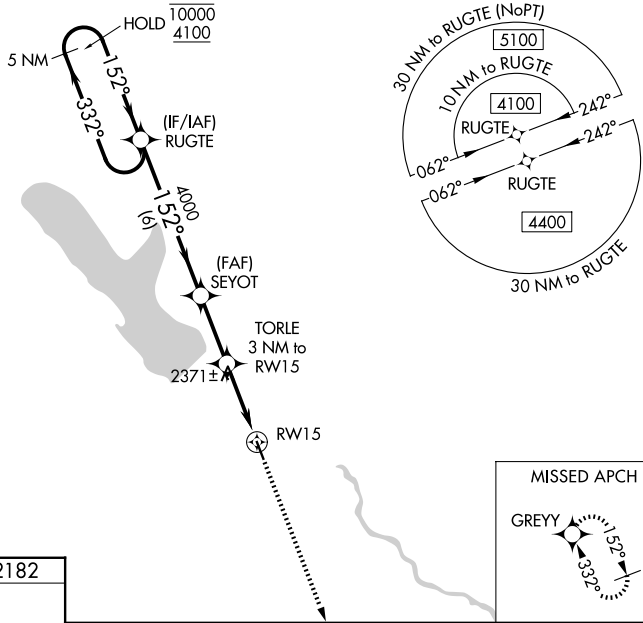 HOLD 10000
4100
5 NM
152°
332°
(IF/IAF)
RUGTE
4000
152°
(6)
(FAF)
SEYOT
TORLE
3 NM to
RW15
2371±
RW15
30 NM to RUGTE (NoPT)
5100
10 NM to RUGTE
4100
RUGTE
242°
062°
242°
062°
RUGTE
4400
30 NM to RUGTE
MISSED APCH
GREYY
152°
332°
2182